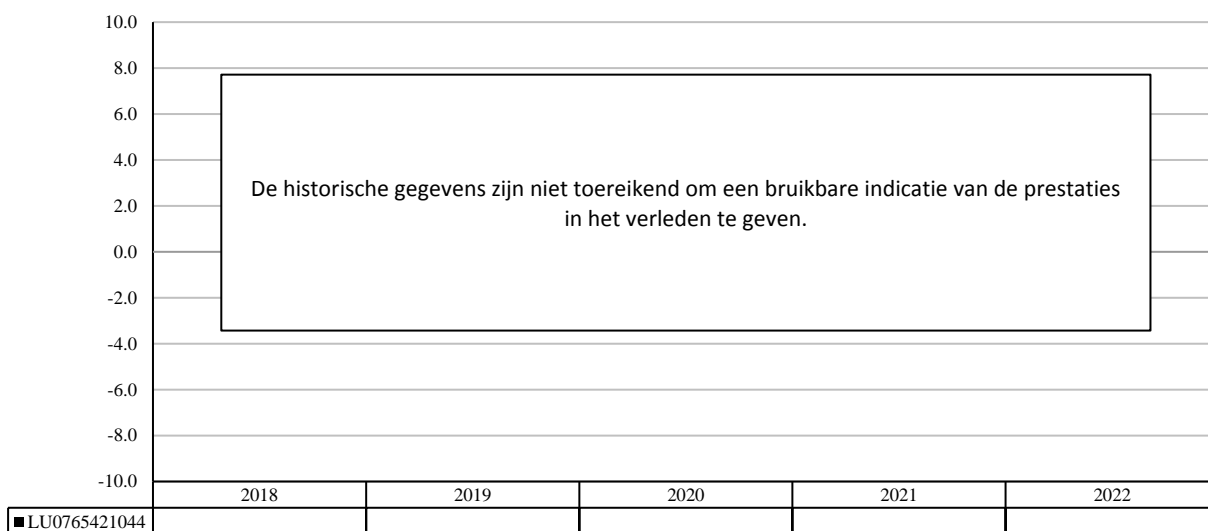 10.0
8.0
6.0
4.0
2.0
0.0
-2.0
-4.0
-6.0
-8.0
-10.0
De historische gegevens zijn niet toereikend om een bruikbare indicatie van de prestaties
in het verleden te geven.
2018 2019 2020 2021 2022
LU0765421044